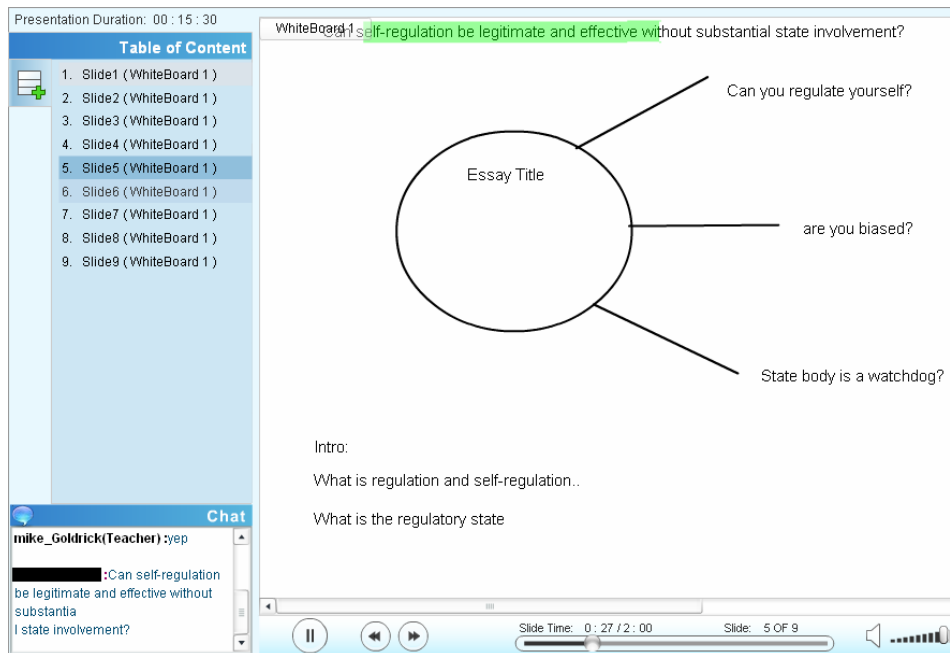 Presentation Duration: 00:15:30
Table of Content
1. Slide1 ( WhiteBoard 1 )
2. Slide2 ( WhiteBoard 1 )
3. Slide3 ( WhiteBoard 1 )
4. Slide4 ( WhiteBoard 1 )
5. Slide5 ( WhiteBoard 1 )
6. Slide6 ( WhiteBoard 1 )
7. Slide7 ( WhiteBoard 1 )
8. Slide8 ( WhiteBoard 1 )
9. Slide9 ( WhiteBoard 1 )
Chat
mike_Goldrick(Teacher) :yep
:Can self-regulation
be legitimate and effective without
substantia
l state involvement?
WhiteBoard 1
Can self-regulation be legitimate and effective without substantial state involvement?
Can you regulate yourself?
Essay Title
are you biased?
State body is a watchdog?
Intro:
What is regulation and self-regulation..
What is the regulatory state
Slide Time: 0:27/2:00 Slide: 5 OF 9